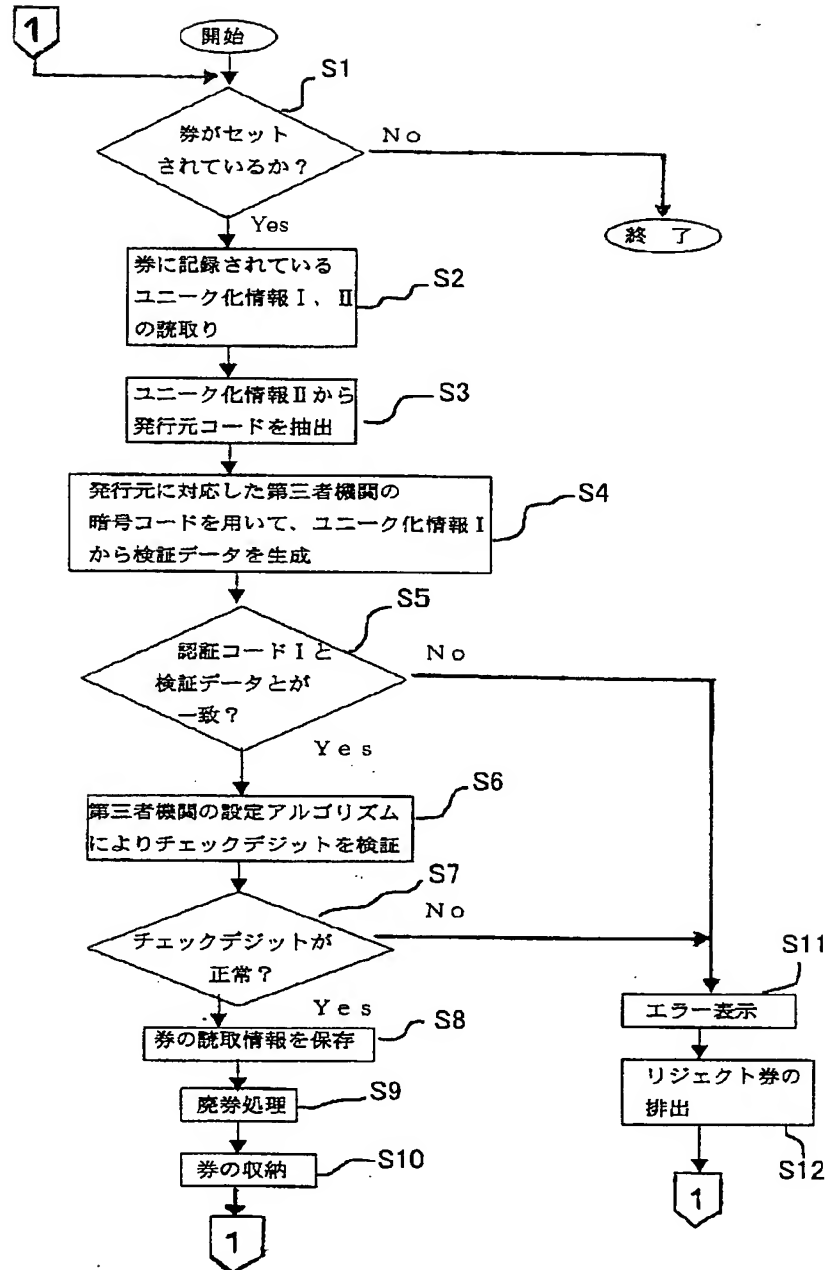 1
開始
S1
券がセット
されているか?
No
Yes
終 了
券に記録されている
ユニーク化情報Ⅰ、Ⅱ
の読取り
S2
ユニーク化情報Ⅱから
発行元コードを抽出
S3
発行元に対応した第三者機関の
暗号コードを用いて、ユニーク化情報Ⅰ
から検証データを生成
S4
S5
認証コードⅠと
検証データとが
一致?
No
Yes
第三者機関の設定アルゴリズム
によりチェックデジットを検証
S6
S7
チェックデジットが
正常?
No
Yes
券の読取情報を保存
S8
廃券処理
S9
券の収納
S10
1
S11
エラー表示
リジェクト券の
排出
S12
1